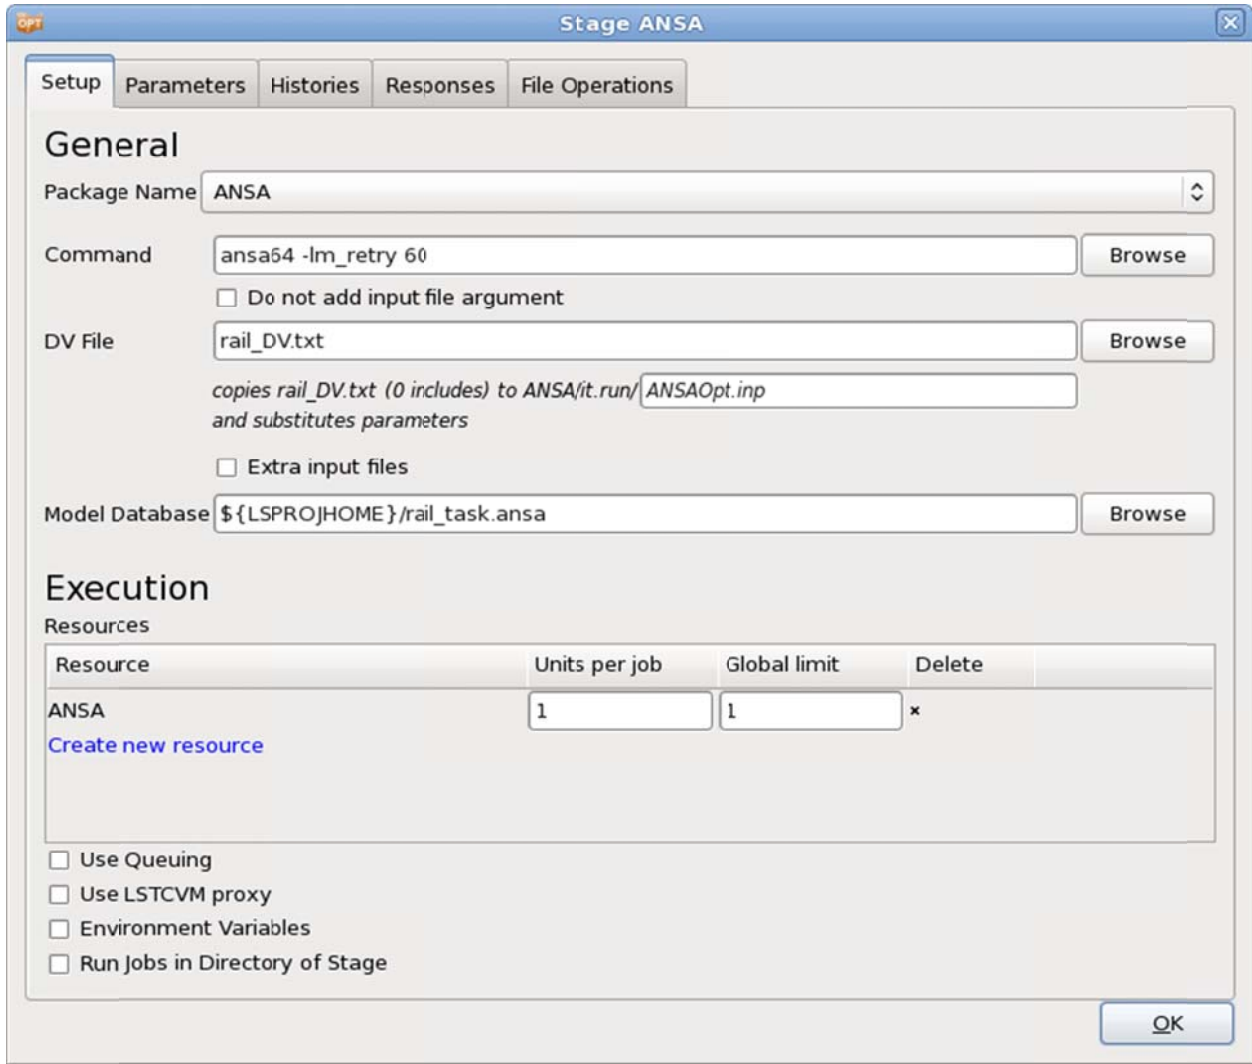 OPT Stage ANSA
Setup Parameters Histories Responses File Operations
General
Package Name ANSA
Command ansa64 -lm_retry 60 Browse
Do not add input file argument
DV File rail_DV.txt Browse
copies rail_DV.txt (0 includes) to ANSA/it.run/ ANSAOpt.inp
and substitutes parameters
Extra input files
Model Database ${LSPROJHOME}/rail_task.ansa Browse
Execution
Resources
Resource Units per job Global limit Delete
ANSA 1 1 ×
Create new resource
Use Queuing
Use LSTCVM proxy
Environment Variables
Run Jobs in Directory of Stage
OK